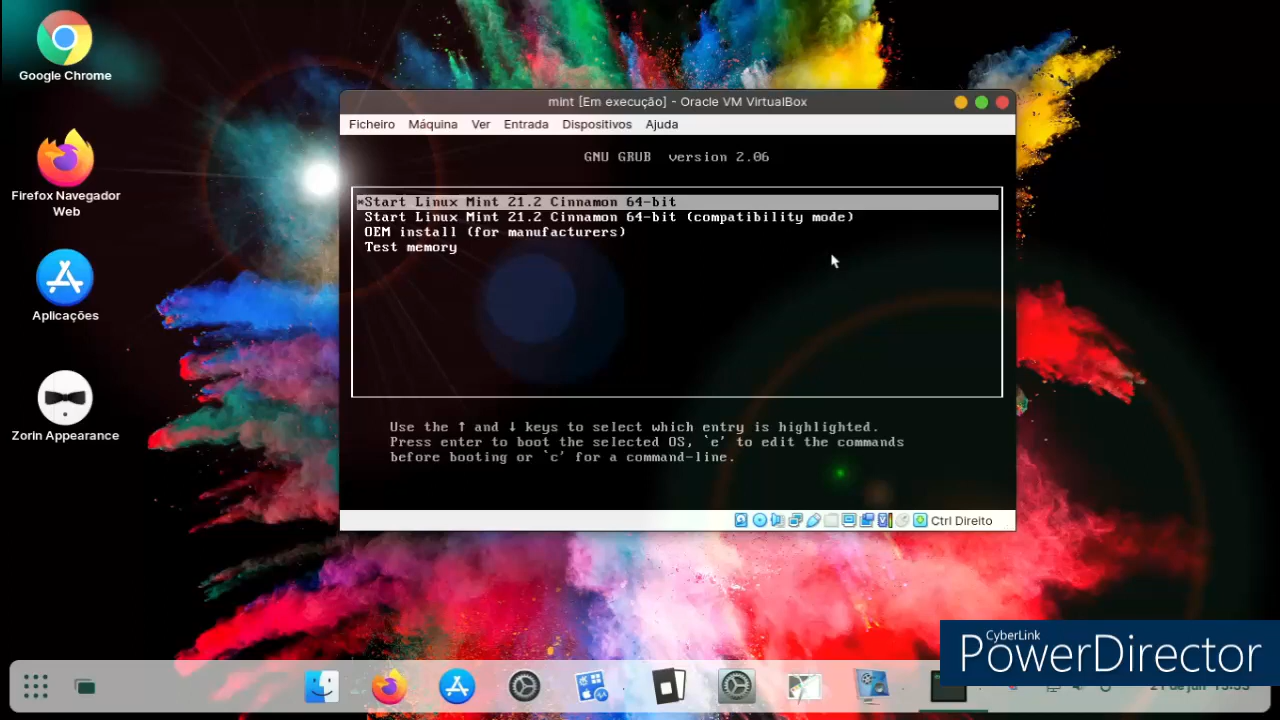 Google Chrome
Firefox Navegador
Web
Aplicações
Zorin Appearance
mint [Em execução] - Oracle VM VirtualBox
Ficheiro Máquina Ver Entrada Dispositivos Ajuda
GNU GRUB version 2.06
*Start Linux Mint 21.2 Cinnamon 64-bit
Start Linux Mint 21.2 Cinnamon 64-bit (compatibility mode)
OEM install (for manufacturers)
Test memory
Use the ↑ and ↓ keys to select which entry is highlighted.
Press enter to boot the selected OS, `e' to edit the commands
before booting or `c' for a command-line.
Ctrl Direito
CyberLink
PowerDirector